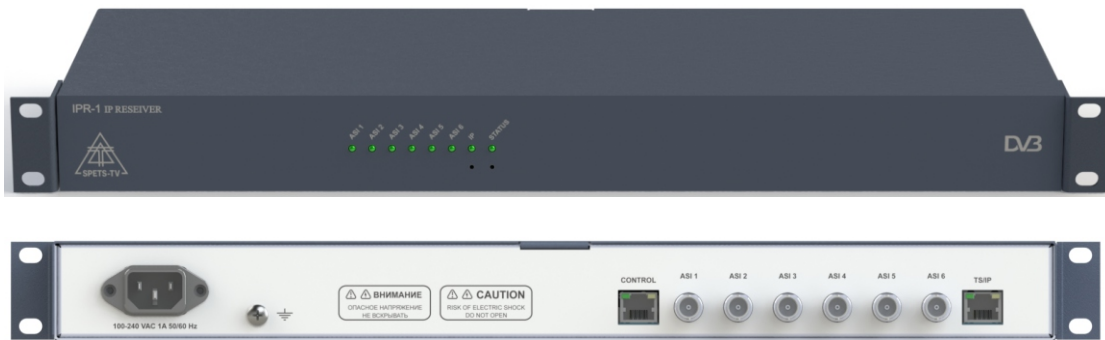 IPR-1 IP RESEIVER
ASI 1 ASI 2 ASI 3 ASI 4 ASI 5 ASI 6 IP STATUS
SPETS-TV
DVB
CONTROL ASI 1 ASI 2 ASI 3 ASI 4 ASI 5 ASI 6 TS/IP
ВНИМАНИЕ
ОПАСНОЕ НАПРЯЖЕНИЕ
НЕ ВСКРЫВАТЬ
CAUTION
RISK OF ELECTRIC SHOCK
DO NOT OPEN
100-240 VAC 1A 50/60 Hz